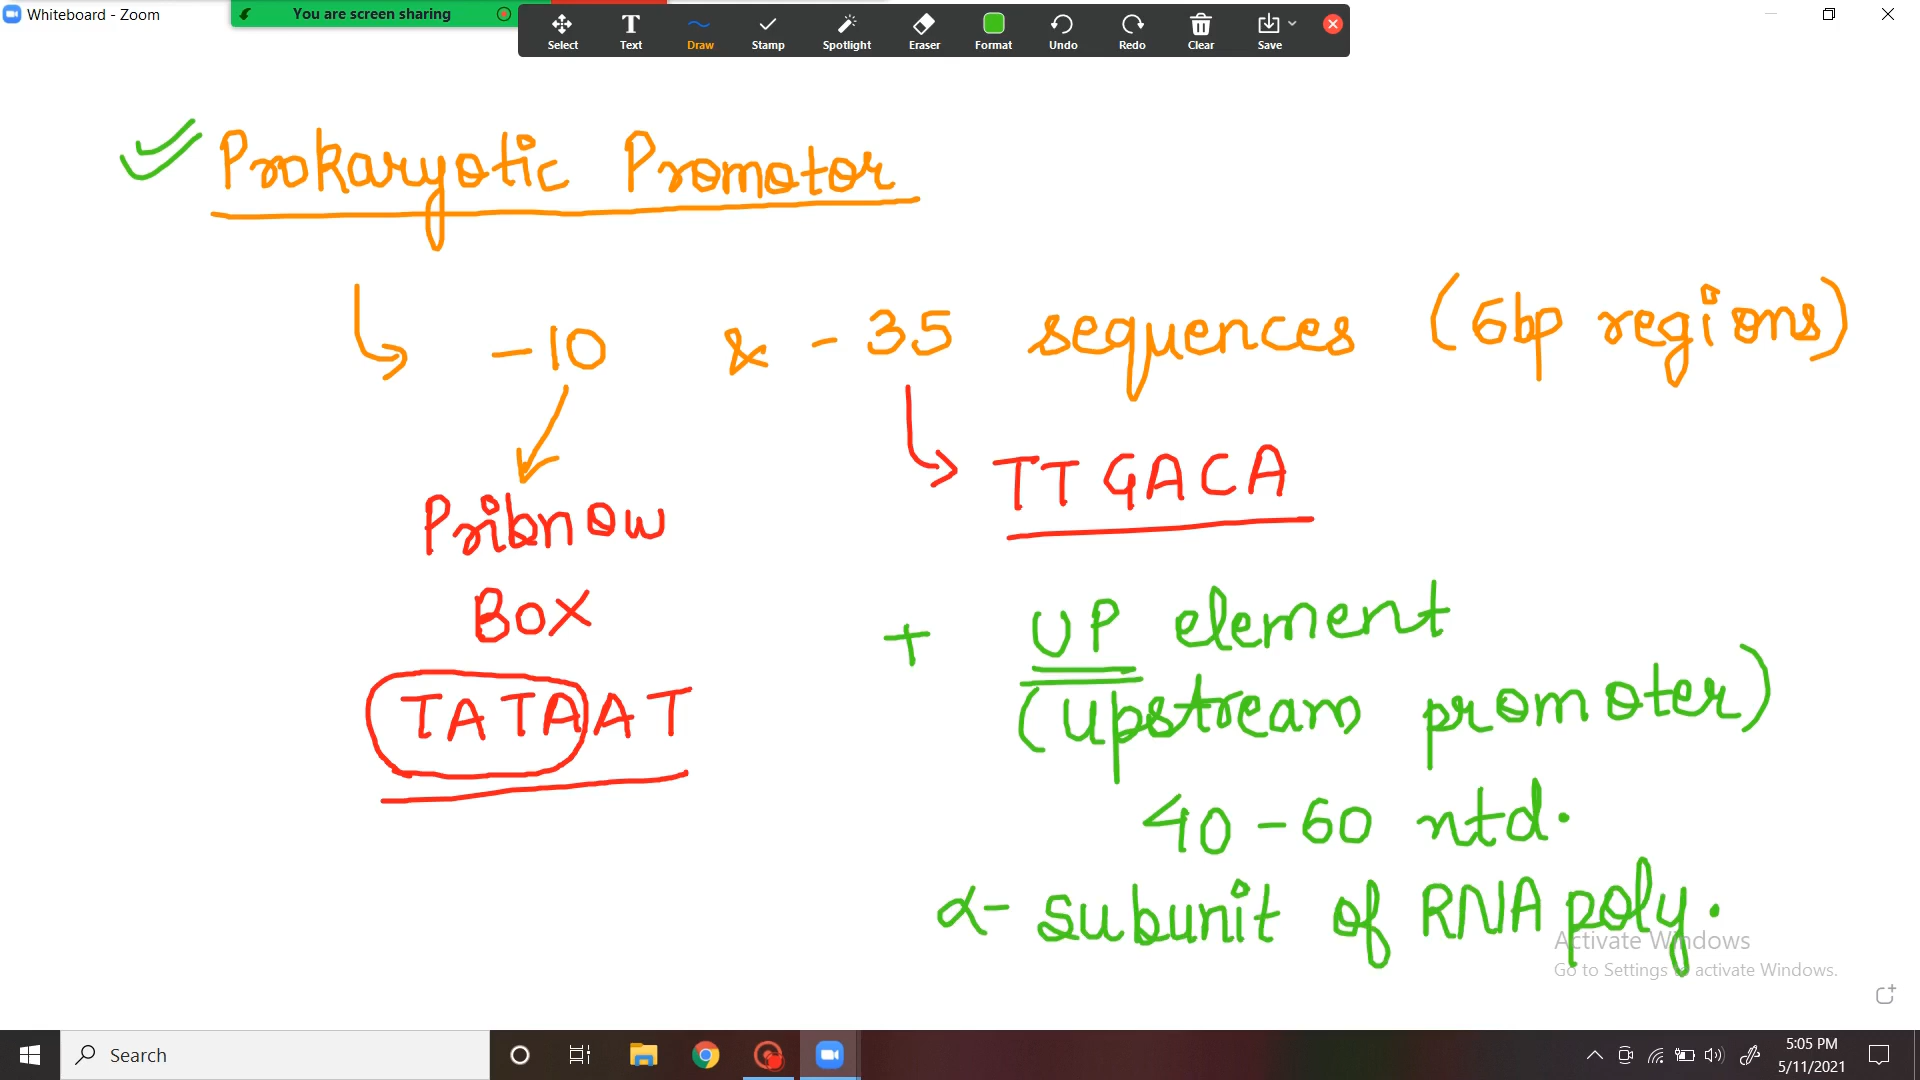 Whiteboard - Zoom
You are screen sharing
Select Text Draw Stamp Spotlight Eraser Format Undo Redo Clear Save
Prokaryotic Promotor
-10 & -35 sequences (6bp regions)
TTGACA
Pribnow
Box
TATAAT
+ UP element
(Upstream promoter)
40-60 ntd.
α- subunit of RNA poly.
Activate Windows
Go to Settings to activate Windows.
Search
5:05 PM
5/11/2021